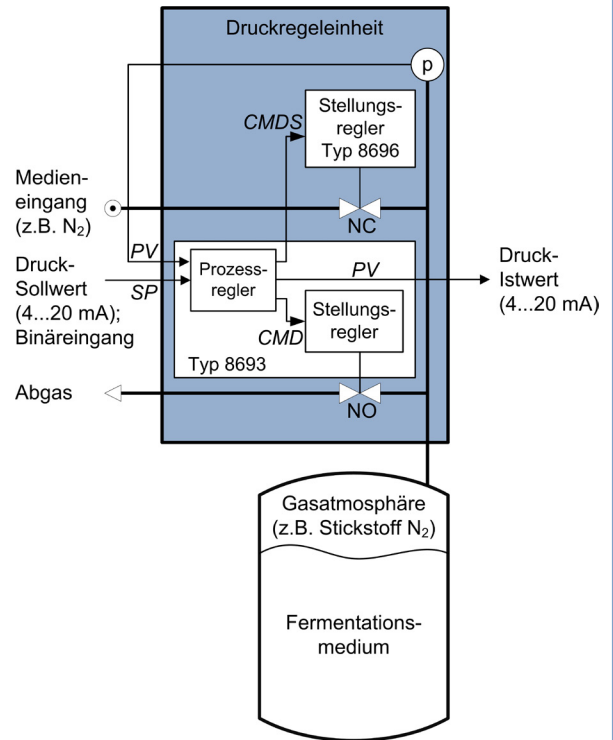 Druckregeleinheit
p
Stellungs-
regler
Typ 8696
CMDS
Medien-
eingang
(z.B. N₂)
NC
PV
Prozess-
regler
PV
Druck-
Istwert
(4...20 mA)
Druck-
Sollwert
(4...20 mA);
Binäreingang
SP
CMD
Stellungs-
regler
Typ 8693
Abgas
NO
Gasatmosphäre
(z.B. Stickstoff N₂)
Fermentations-
medium